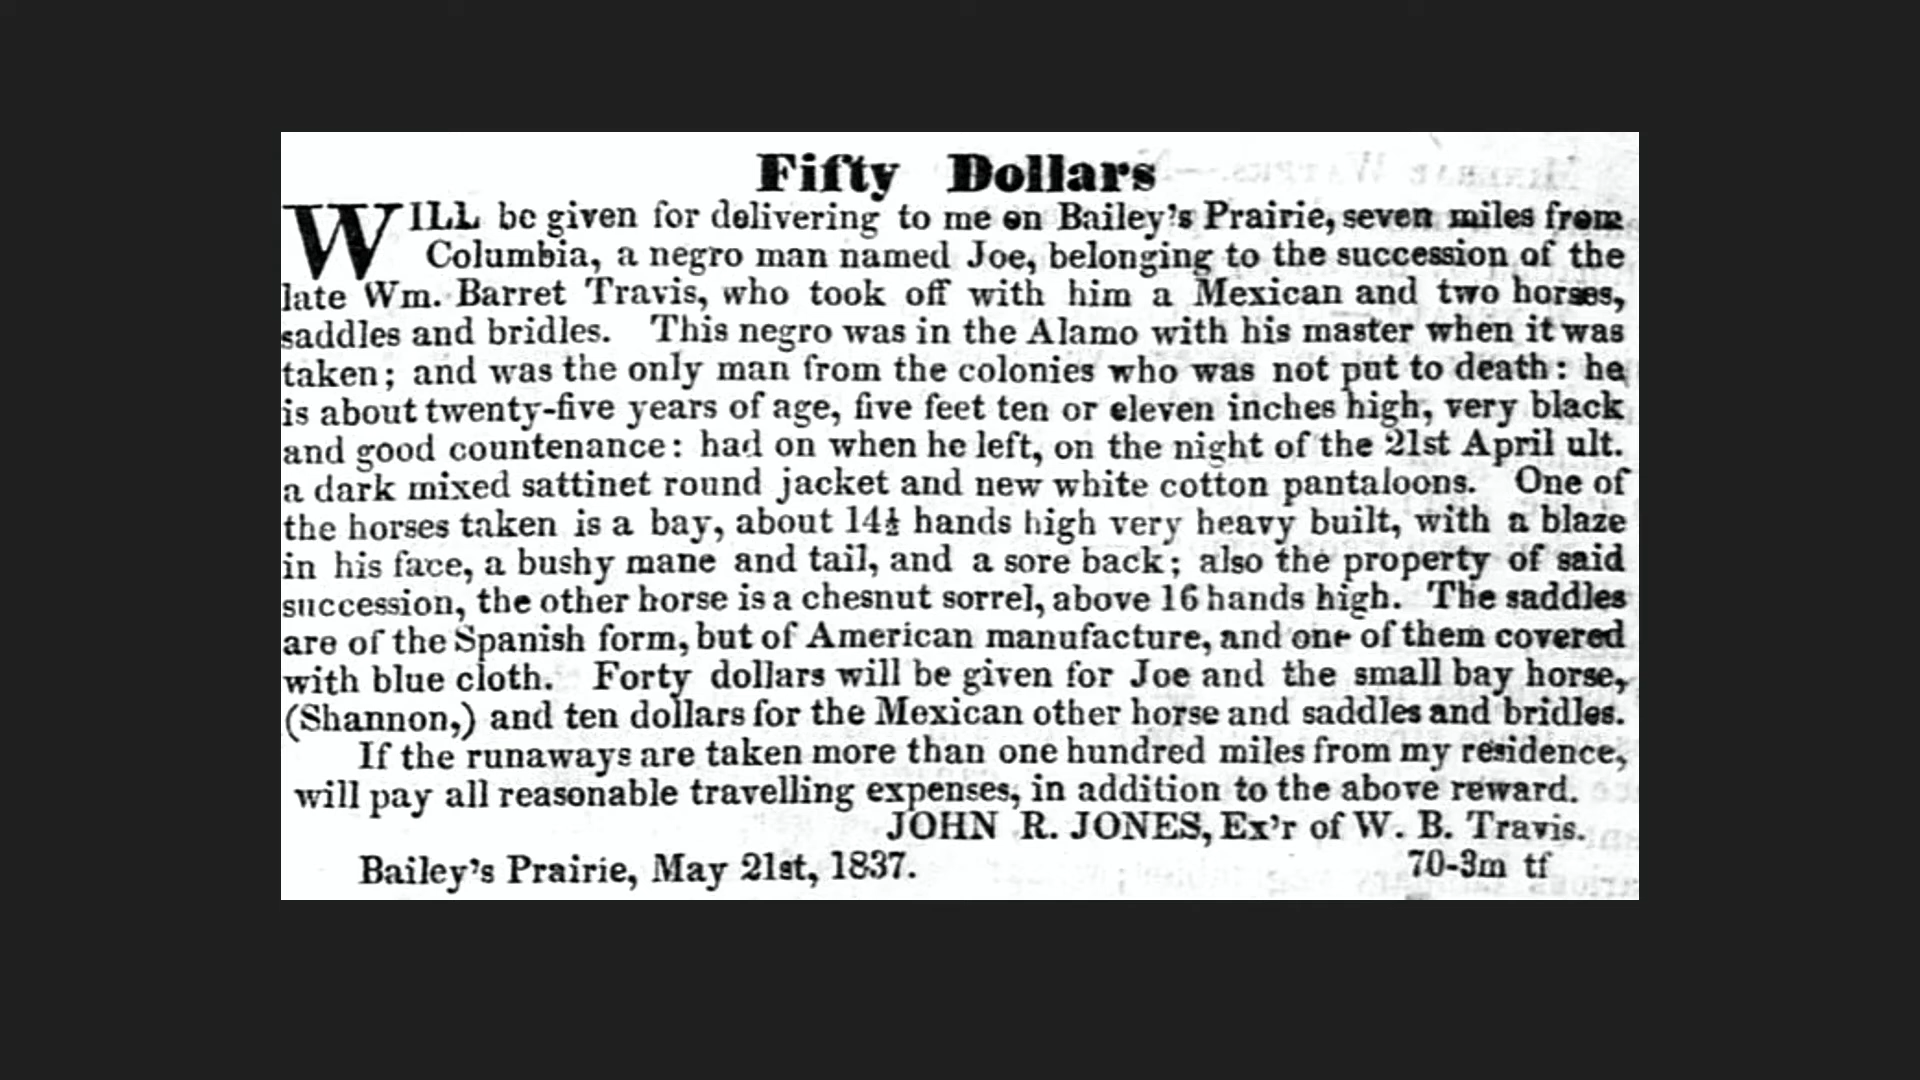 Fifty Dollars
WILL be given for delivering to me on Bailey's Prairie, seven miles from
Columbia, a negro man named Joe, belonging to the succession of the
late Wm. Barret Travis, who took off with him a Mexican and two horses,
saddles and bridles. This negro was in the Alamo with his master when it was
taken; and was the only man from the colonies who was not put to death: he
is about twenty-five years of age, five feet ten or eleven inches high, very black
and good countenance: had on when he left, on the night of the 21st April ult.
a dark mixed sattinet round jacket and new white cotton pantaloons. One of
the horses taken is a bay, about 14½ hands high very heavy built, with a blaze
in his face, a bushy mane and tail, and a sore back; also the property of said
succession, the other horse is a chesnut sorrel, above 16 hands high. The saddles
are of the Spanish form, but of American manufacture, and one of them covered
with blue cloth. Forty dollars will be given for Joe and the small bay horse,
(Shannon,) and ten dollars for the Mexican other horse and saddles and bridles.
If the runaways are taken more than one hundred miles from my residence,
will pay all reasonable travelling expenses, in addition to the above reward.
JOHN R. JONES, Ex'r of W. B. Travis.
Bailey's Prairie, May 21st, 1837. 70-3m tf